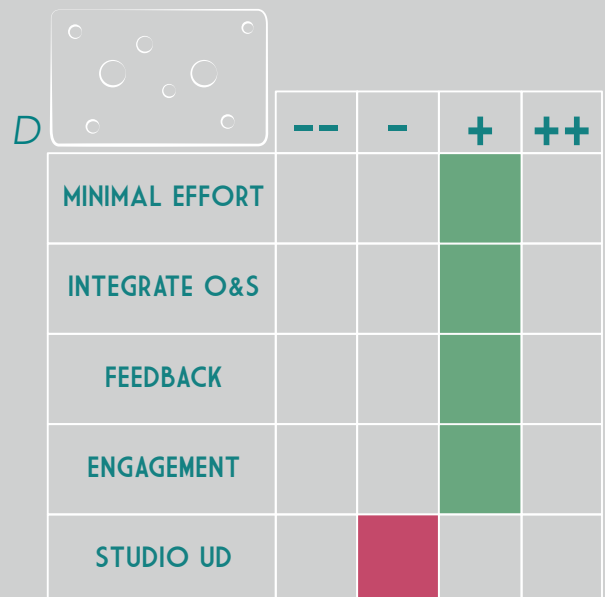 D -- - + ++
MINIMAL EFFORT
INTEGRATE O&S
FEEDBACK
ENGAGEMENT
STUDIO UD